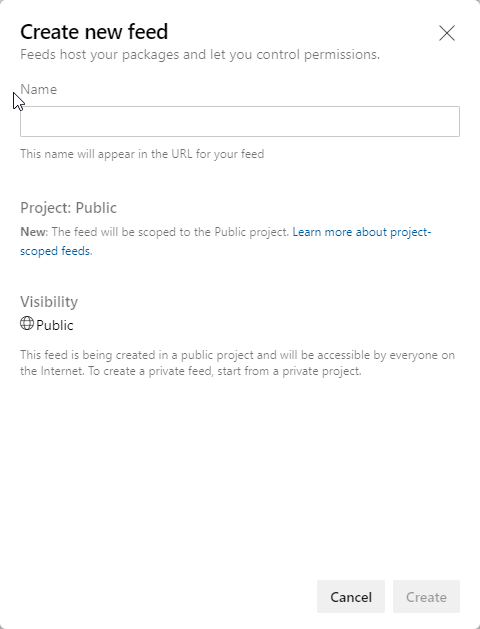 Create new feed
Feeds host your packages and let you control permissions.
Name
This name will appear in the URL for your feed
Project: Public
New: The feed will be scoped to the Public project. Learn more about project-
scoped feeds.
Visibility
Public
This feed is being created in a public project and will be accessible by everyone on
the Internet. To create a private feed, start from a private project.
Cancel
Create